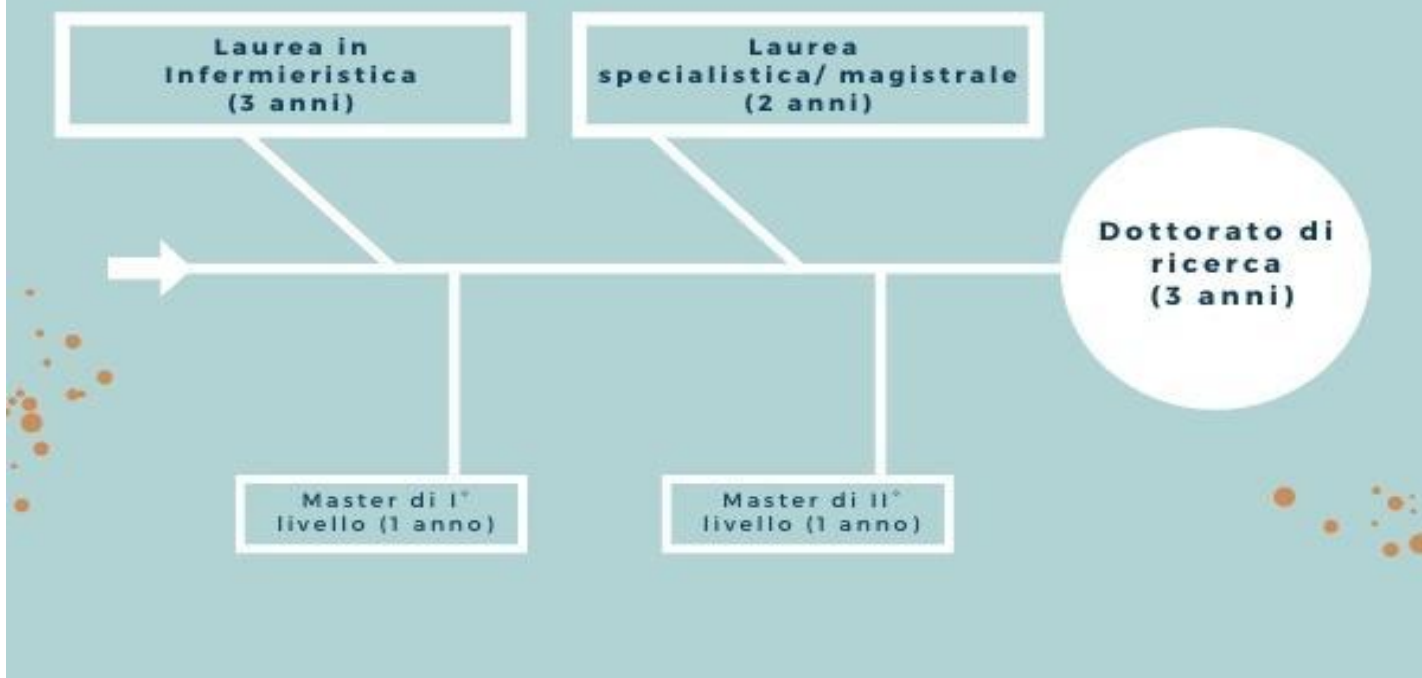 Laurea in
Infermieristica
(3 anni)
Laurea
specialistica/ magistrale
(2 anni)
Dottorato di
ricerca
(3 anni)
Master di I°
livello (1 anno)
Master di II°
livello (1 anno)